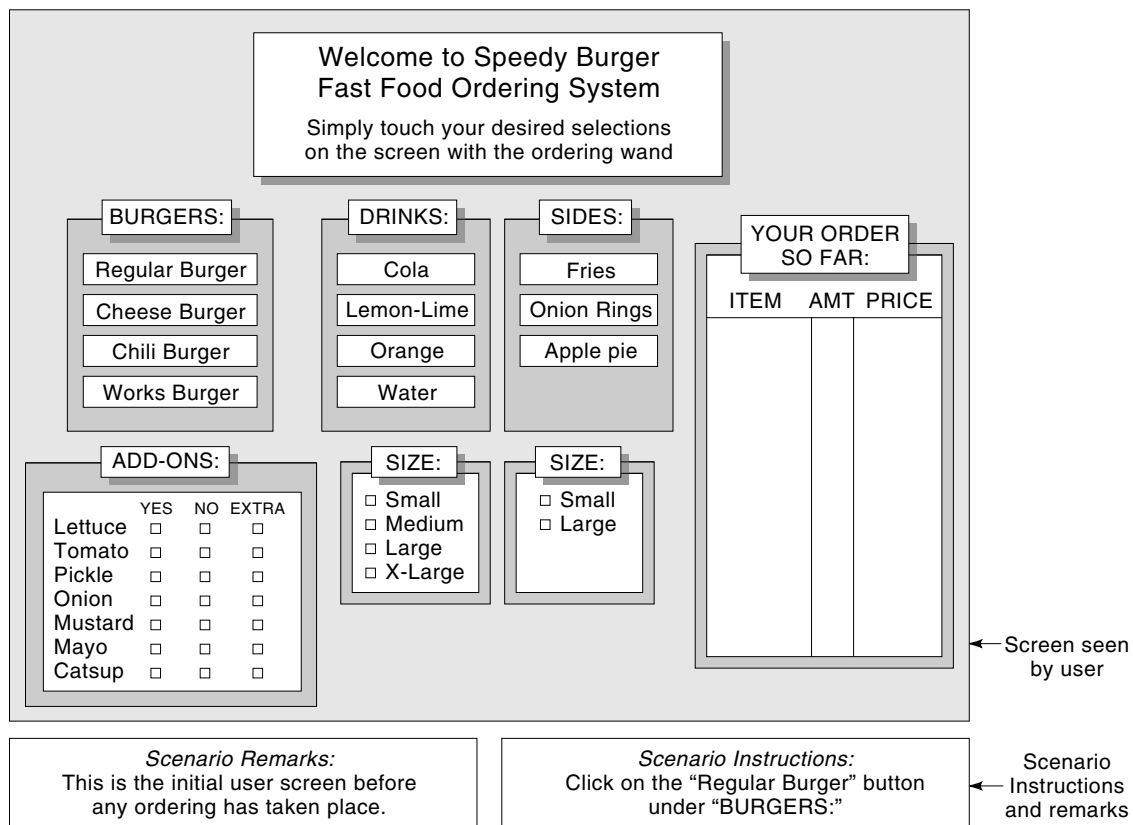 Welcome to Speedy Burger
Fast Food Ordering System
Simply touch your desired selections
on the screen with the ordering wand
BURGERS:
Regular Burger
Cheese Burger
Chili Burger
Works Burger
DRINKS:
Cola
Lemon-Lime
Orange
Water
SIDES:
Fries
Onion Rings
Apple pie
YOUR ORDER
SO FAR:
ITEM AMT PRICE
ADD-ONS:
YES NO EXTRA
Lettuce
Tomato
Pickle
Onion
Mustard
Mayo
Catsup
SIZE:
Small
Medium
Large
X-Large
SIZE:
Small
Large
Screen seen
by user
Scenario Remarks:
This is the initial user screen before
any ordering has taken place.
Scenario Instructions:
Click on the “Regular Burger” button
under “BURGERS:”
Scenario
Instructions
and remarks